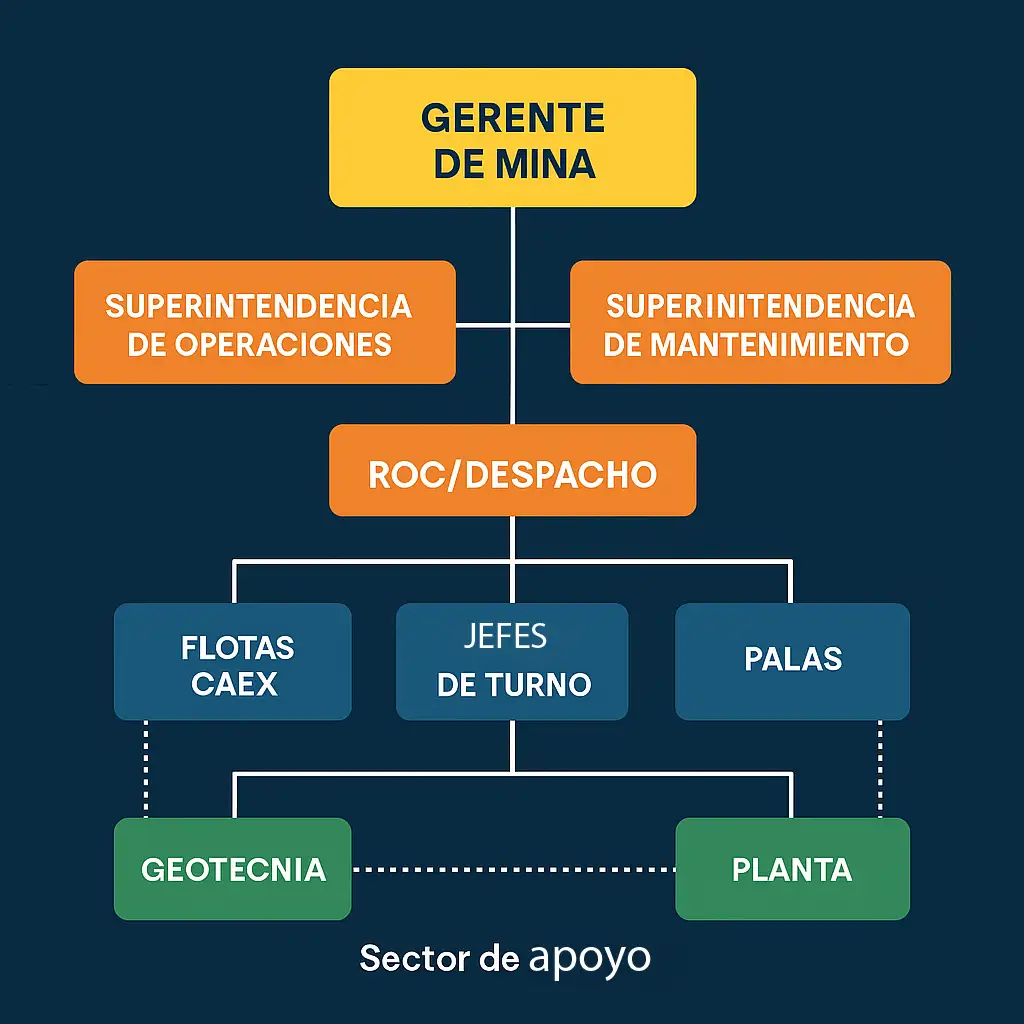 GERENTE
DE MINA
SUPERINTENDENCIA
DE OPERACIONES
SUPERINITENDENCIA
DE MANTENIMIENTO
ROC/DESPACHO
FLOTAS
CAEX
JEFES
DE TURNO
PALAS
GEOTECNIA
PLANTA
Sector de apoyo